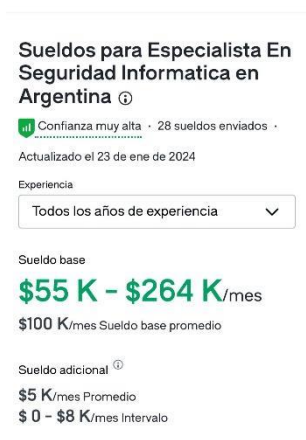 Sueldos para Especialista En
Seguridad Informatica en
Argentina
Confianza muy alta · 28 sueldos enviados ·
Actualizado el 23 de ene de 2024
Experiencia
Todos los años de experiencia
Sueldo base
$55 K – $264 K/mes
$100 K/mes Sueldo base promedio
Sueldo adicional
$5 K/mes Promedio
$ 0 – $8 K/mes Intervalo